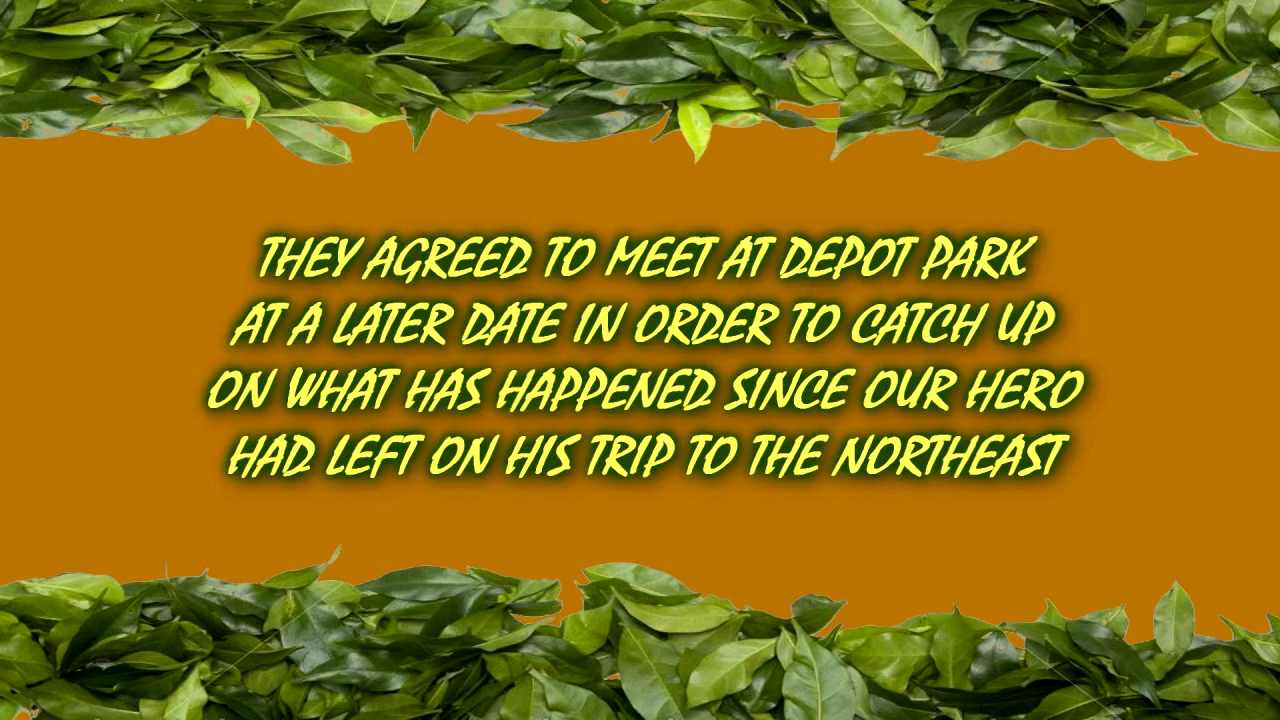 THEY AGREED TO MEET AT DEPOT PARK
AT A LATER DATE IN ORDER TO CATCH UP
ON WHAT HAS HAPPENED SINCE OUR HERO
HAD LEFT ON HIS TRIP TO THE NORTHEAST